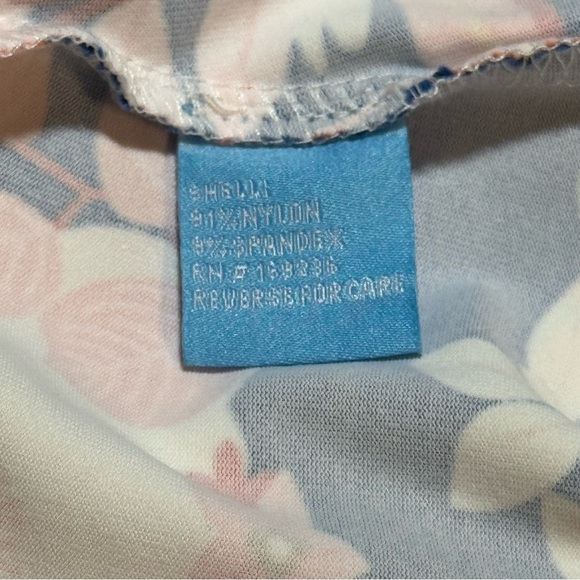 SHELL:
91% NYLON
9% SPANDEX
RN #
REVERSE FOR CARE